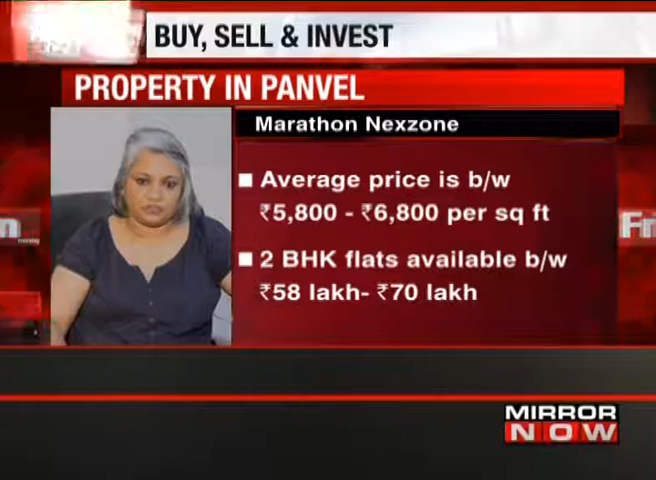 BUY, SELL & INVEST
PROPERTY IN PANVEL
Marathon Nexzone
Average price is b/w
₹5,800 - ₹6,800 per sq ft
2 BHK flats available b/w
₹58 lakh- ₹70 lakh
MIRROR
NOW